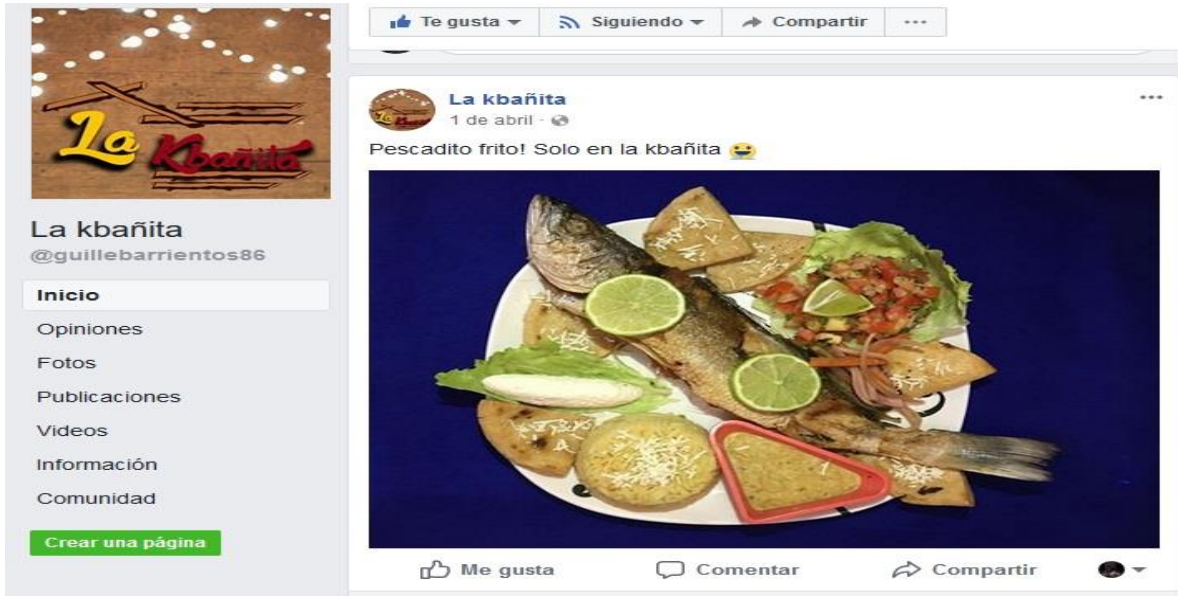 La Kbañita
La kbañita
@guillebarrientos86
Inicio
Opiniones
Fotos
Publicaciones
Videos
Información
Comunidad
Crear una página
Te gusta Siguiendo Compartir ...
La kbañita
...
1 de abril ·
Pescadito frito! Solo en la kbañita
Me gusta Comentar Compartir